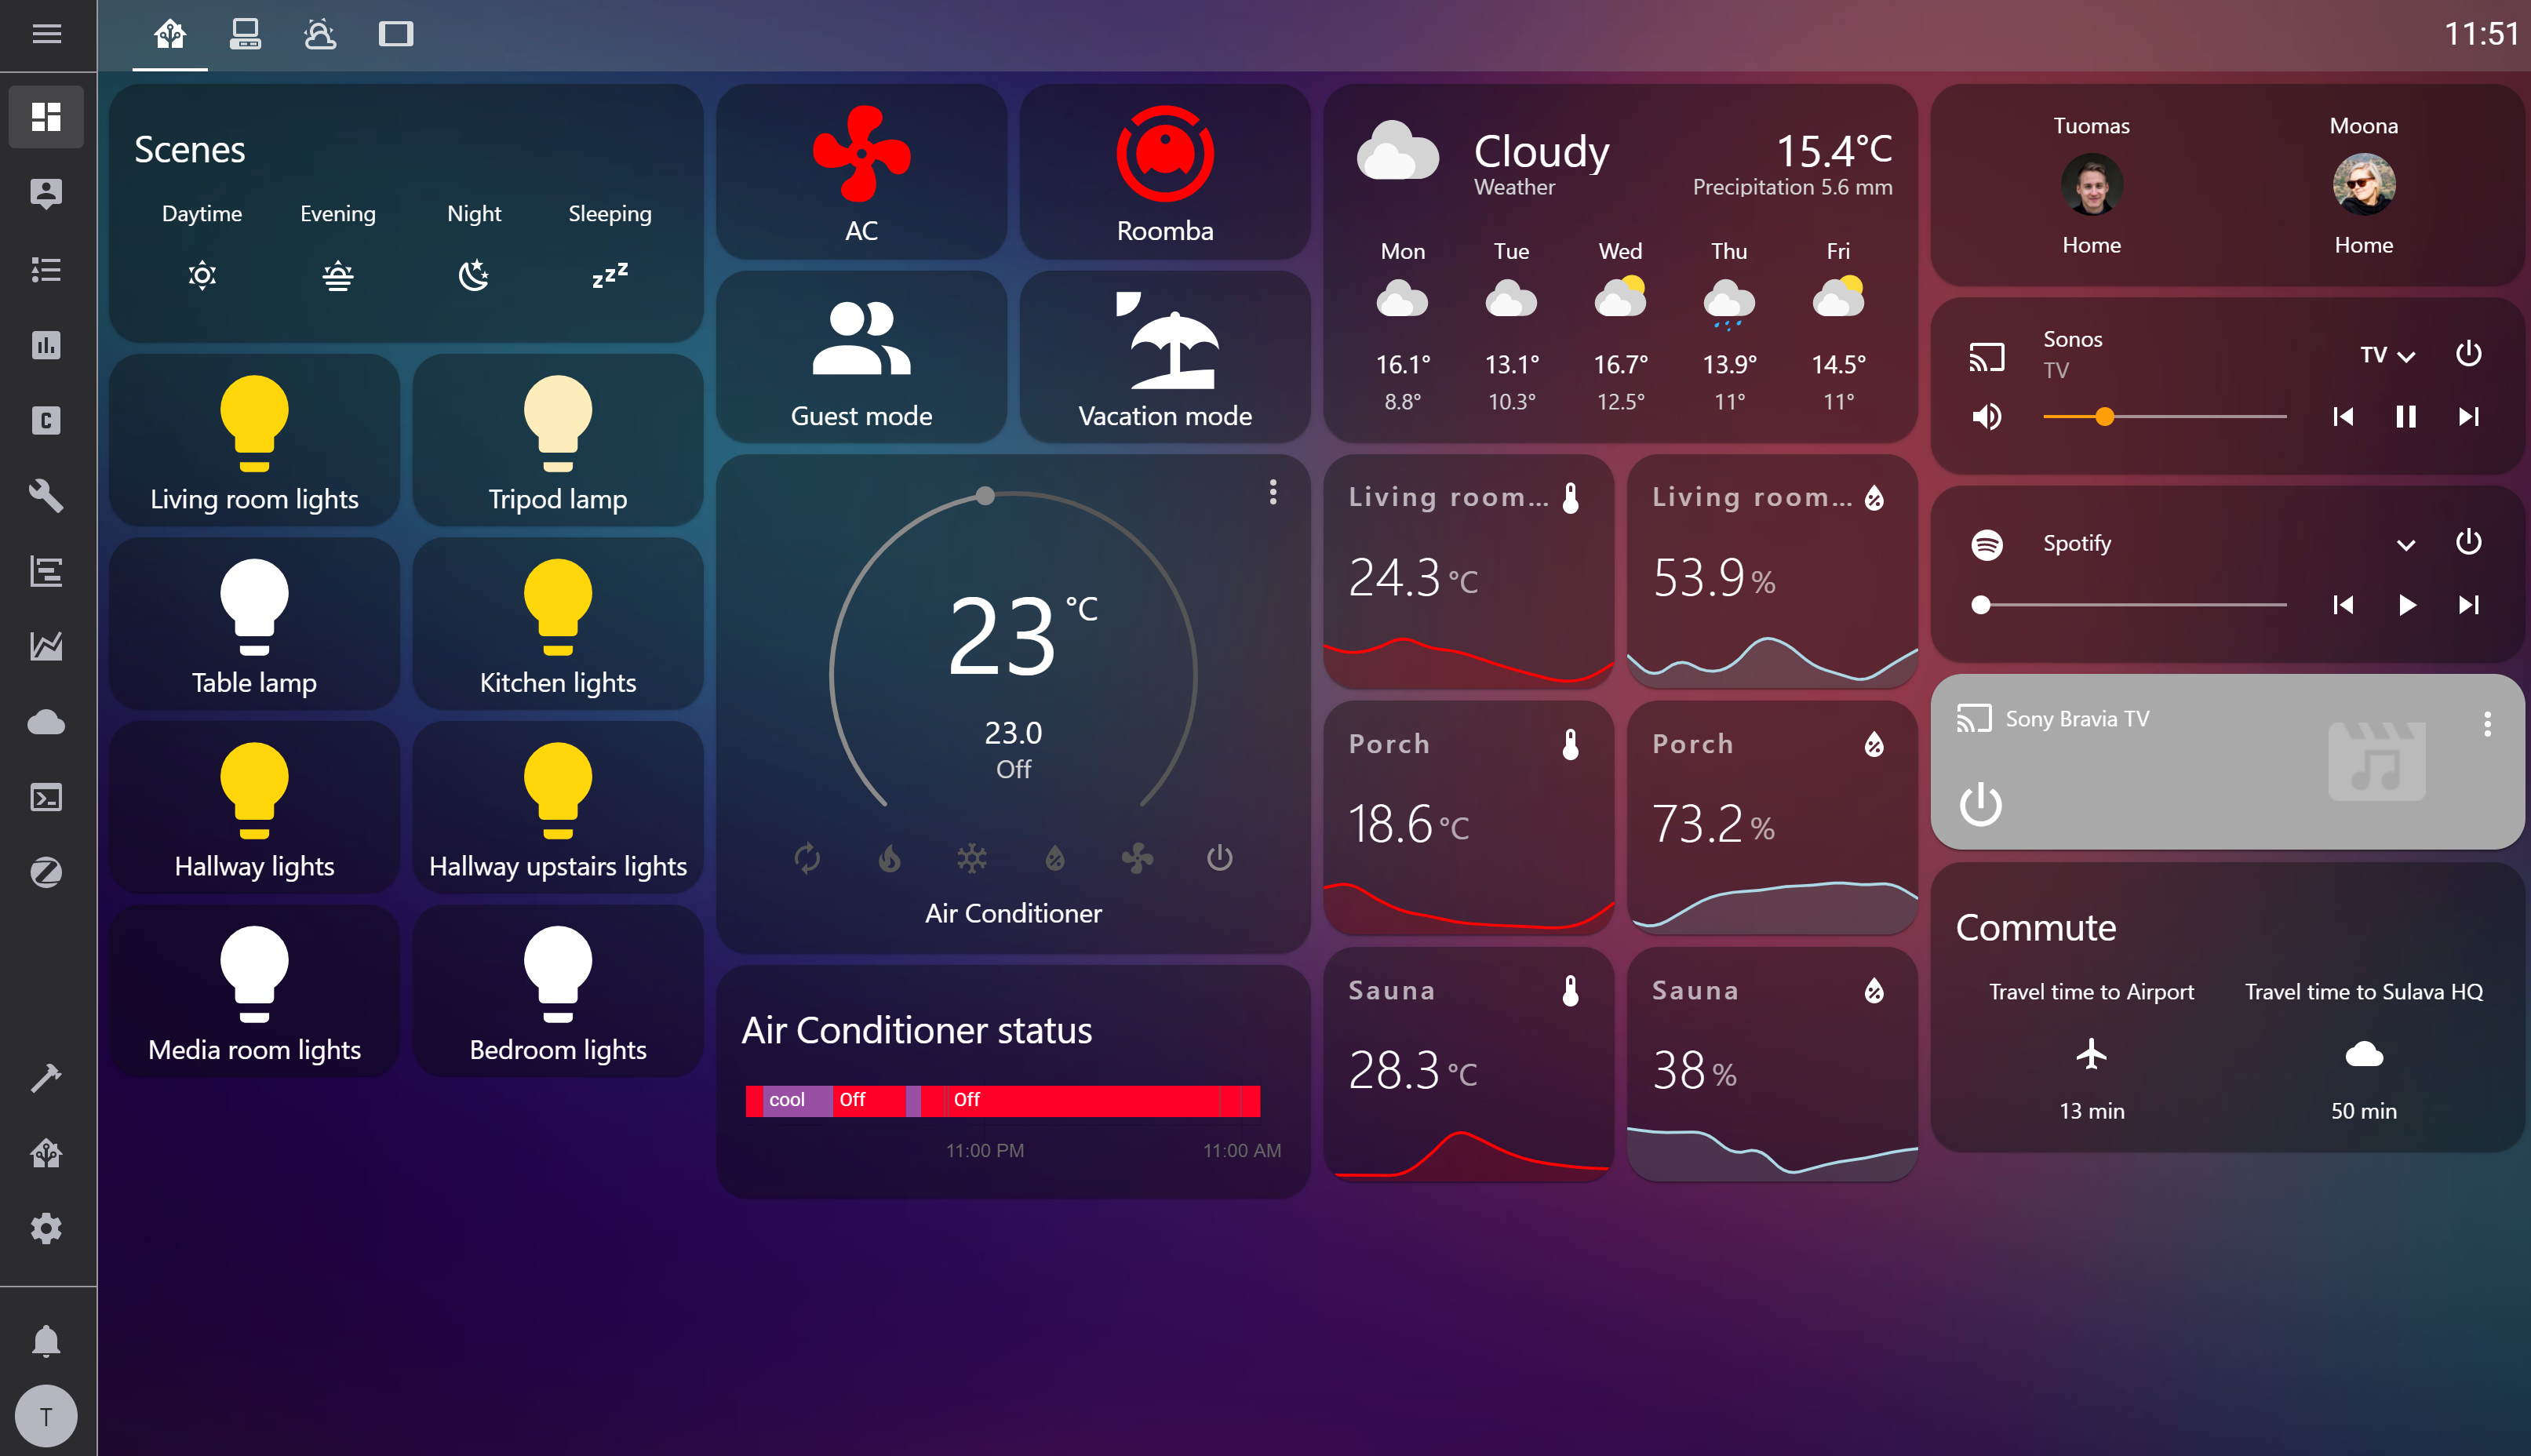 11:51
Scenes
Daytime
Evening
Night
Sleeping
zzz
Living room lights
Tripod lamp
Table lamp
Kitchen lights
Hallway lights
Hallway upstairs lights
Media room lights
Bedroom lights
AC
Roomba
Guest mode
Vacation mode
23 °C
23.0
Off
Air Conditioner
Air Conditioner status
cool Off Off
11:00 PM 11:00 AM
Cloudy
Weather
15.4°C
Precipitation 5.6 mm
Mon Tue Wed Thu Fri
16.1° 13.1° 16.7° 13.9° 14.5°
8.8° 10.3° 12.5° 11° 11°
Living room...
24.3 °C
Living room...
53.9 %
Porch
18.6 °C
Porch
73.2 %
Sauna
28.3 °C
Sauna
38 %
Tuomas
Home
Moona
Home
Sonos
TV
TV
Spotify
Sony Bravia TV
Commute
Travel time to Airport
13 min
Travel time to Sulava HQ
50 min
C
T